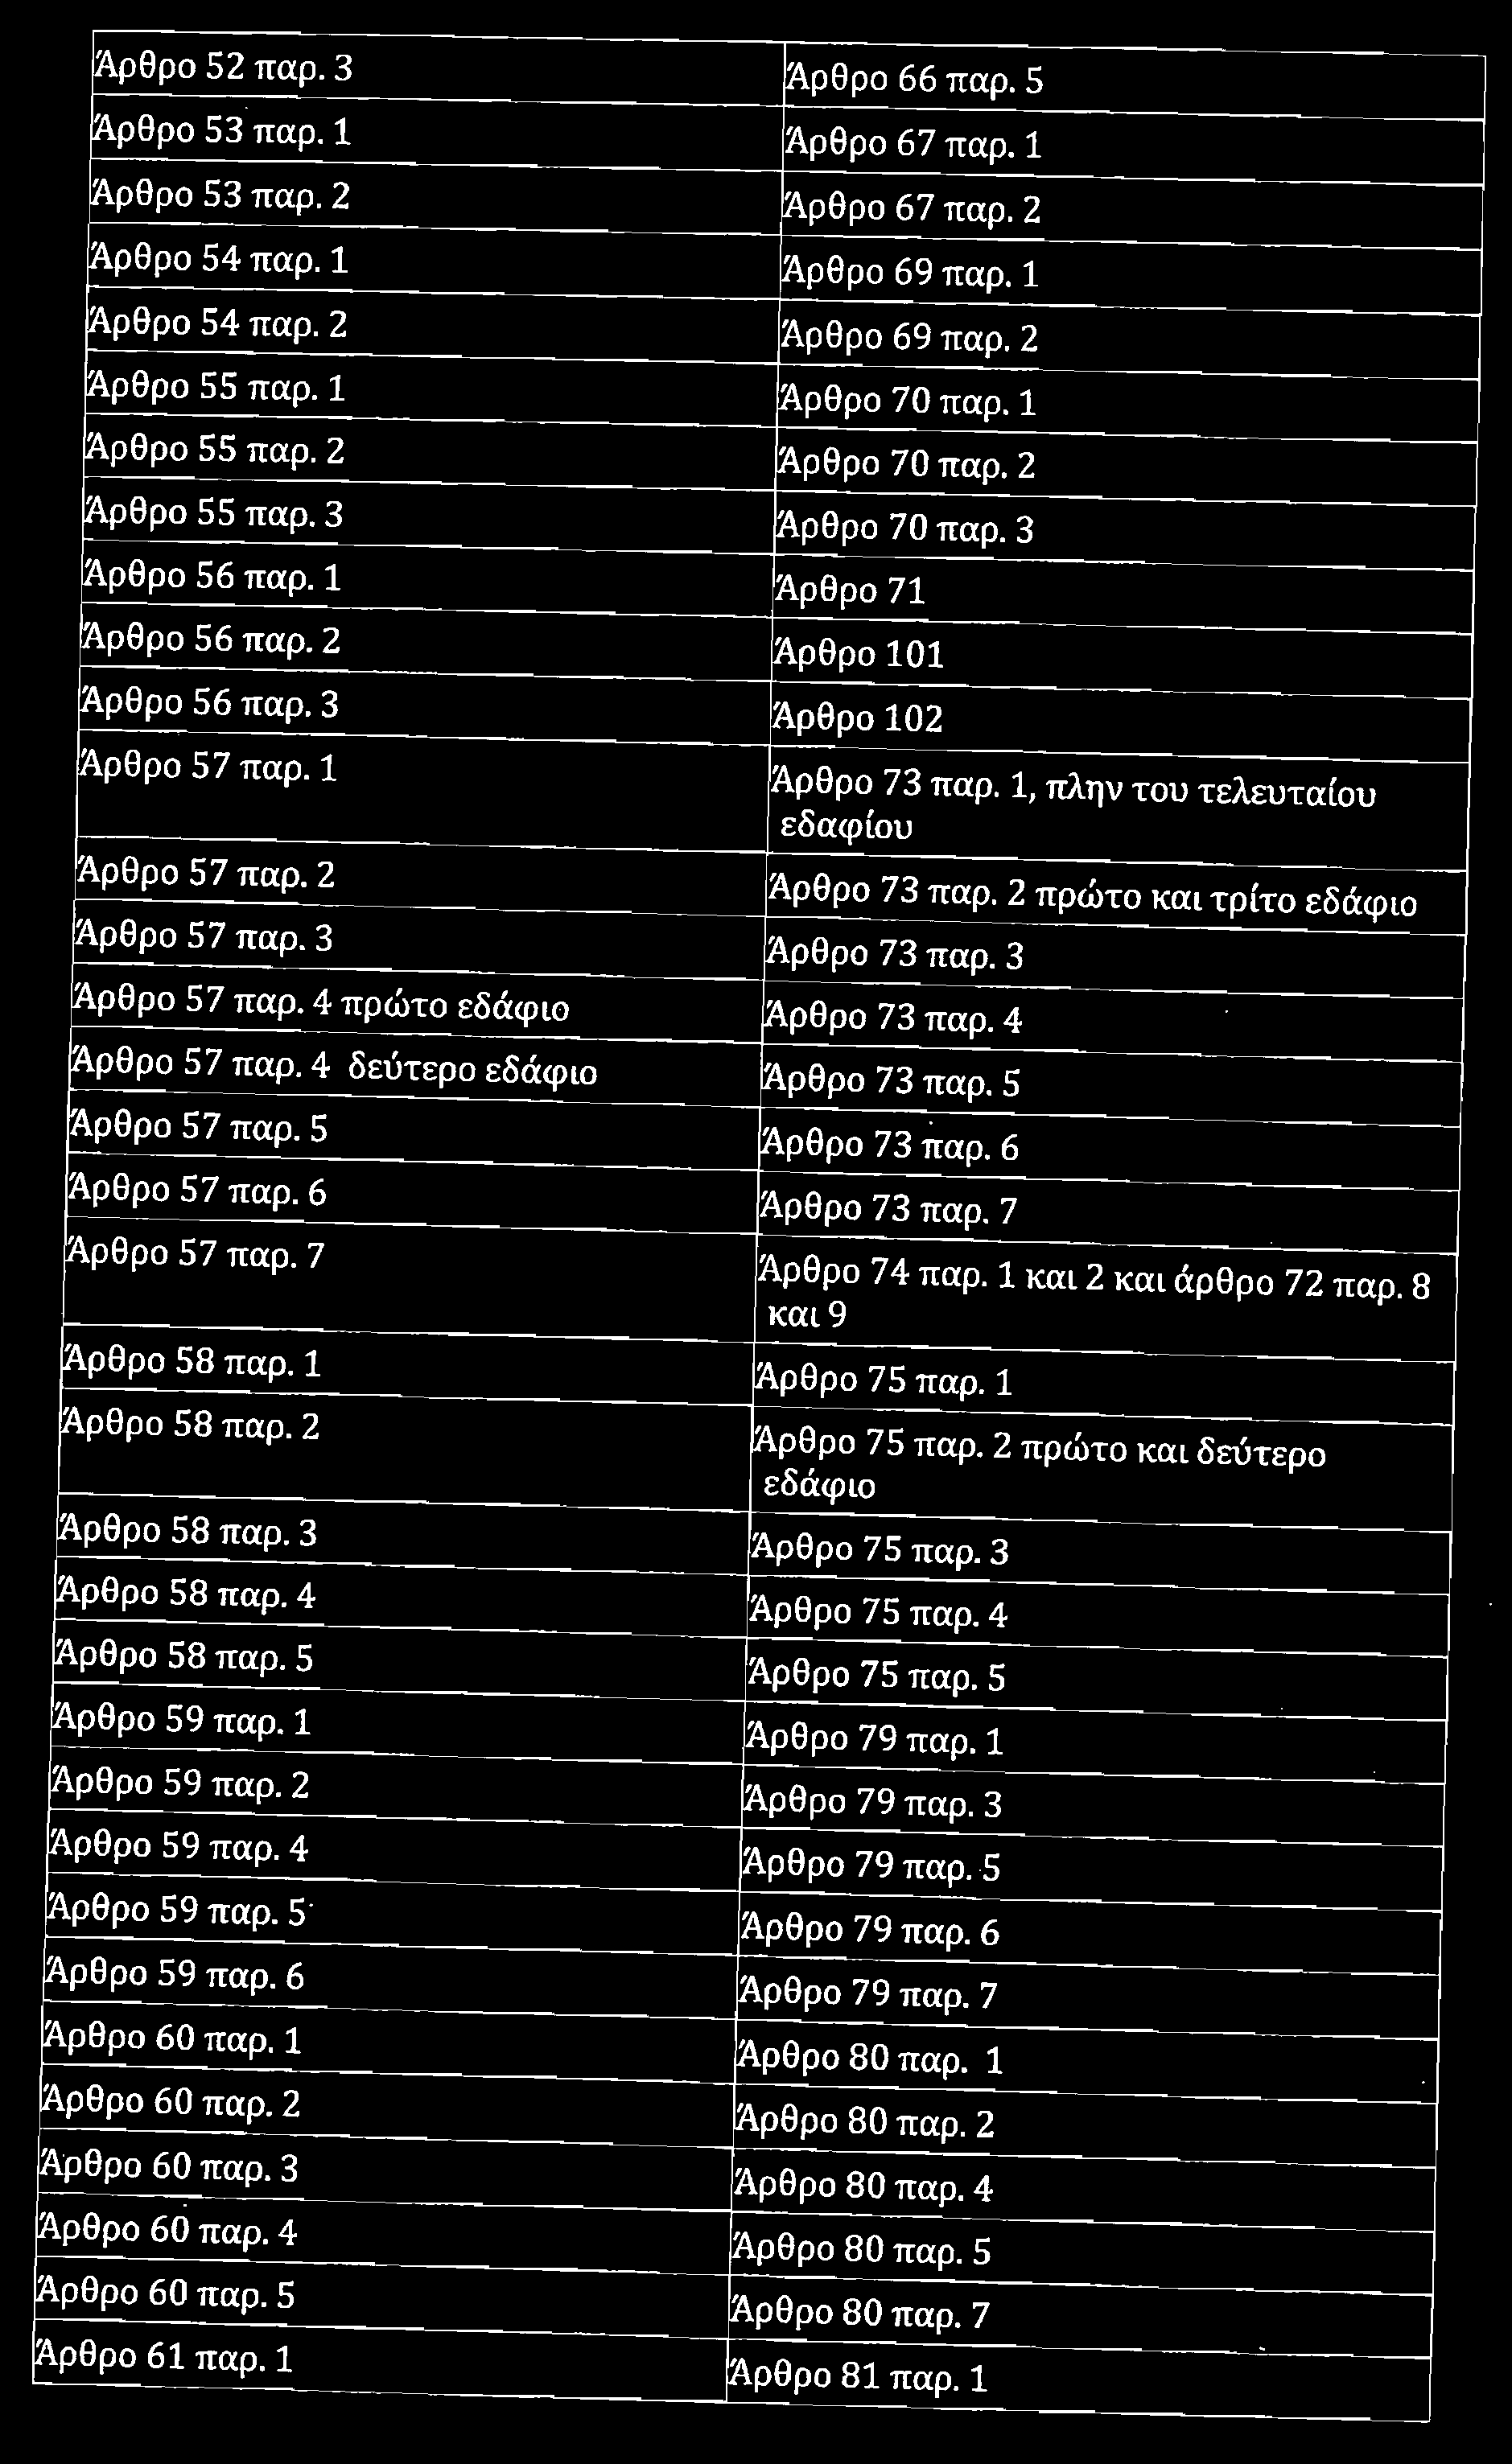 Άρθρο 52 παρ. 3 Άρθρο 66 παρ. 5
Άρθρο 53 παρ. 1 Άρθρο 67 παρ. 1
Άρθρο 53 παρ. 2 Άρθρο 67 παρ. 2
Άρθρο 54 παρ. 1 Άρθρο 69 παρ. 1
Άρθρο 54 παρ. 2 Άρθρο 69 παρ. 2
Άρθρο 55 παρ. 1 Άρθρο 70 παρ. 1
Άρθρο 55 παρ. 2 Άρθρο 70 παρ. 2
Άρθρο 55 παρ. 3 Άρθρο 70 παρ. 3
Άρθρο 56 παρ. 1 Άρθρο 71
Άρθρο 56 παρ. 2 Άρθρο 101
Άρθρο 56 παρ. 3 Άρθρο 102
Άρθρο 57 παρ. 1 Άρθρο 73 παρ. 1, πλην του τελευταίου
εδαφίου
Άρθρο 57 παρ. 2 Άρθρο 73 παρ. 2 πρώτο και τρίτο εδάφιο
Άρθρο 57 παρ. 3 Άρθρο 73 παρ. 3
Άρθρο 57 παρ. 4 πρώτο εδάφιο Άρθρο 73 παρ. 4
Άρθρο 57 παρ. 4 δεύτερο εδάφιο Άρθρο 73 παρ. 5
Άρθρο 57 παρ. 5 Άρθρο 73 παρ. 6
Άρθρο 57 παρ. 6 Άρθρο 73 παρ. 7
Άρθρο 57 παρ. 7 Άρθρο 74 παρ. 1 και 2 και άρθρο 72 παρ. 8
και 9
Άρθρο 58 παρ. 1 Άρθρο 75 παρ. 1
Άρθρο 58 παρ. 2 Άρθρο 75 παρ. 2 πρώτο και δεύτερο
εδάφιο
Άρθρο 58 παρ. 3 Άρθρο 75 παρ. 3
Άρθρο 58 παρ. 4 Άρθρο 75 παρ. 4
Άρθρο 58 παρ. 5 Άρθρο 75 παρ. 5
Άρθρο 59 παρ. 1 Άρθρο 79 παρ. 1
Άρθρο 59 παρ. 2 Άρθρο 79 παρ. 3
Άρθρο 59 παρ. 4 Άρθρο 79 παρ. 5
Άρθρο 59 παρ. 5 Άρθρο 79 παρ. 6
Άρθρο 59 παρ. 6 Άρθρο 79 παρ. 7
Άρθρο 60 παρ. 1 Άρθρο 80 παρ. 1
Άρθρο 60 παρ. 2 Άρθρο 80 παρ. 2
Άρθρο 60 παρ. 3 Άρθρο 80 παρ. 4
Άρθρο 60 παρ. 4 Άρθρο 80 παρ. 5
Άρθρο 60 παρ. 5 Άρθρο 80 παρ. 7
Άρθρο 61 παρ. 1 Άρθρο 81 παρ. 1